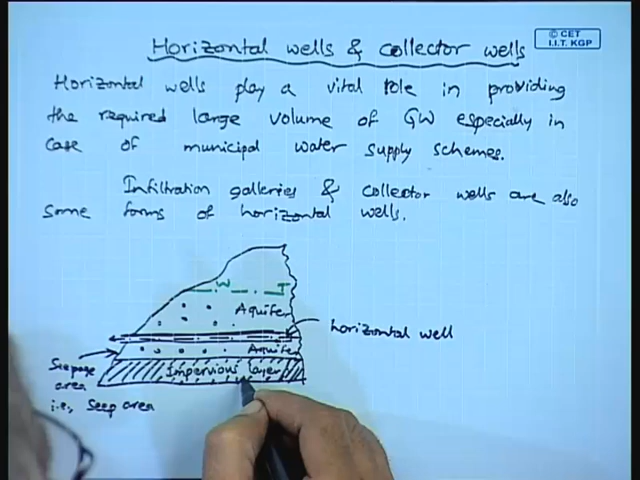 © CET
I.I.T. KGP
Horizontal wells & collector wells
Horizontal wells play a vital role in providing
the required large volume of GW especially in
case of municipal water supply schemes.
Infiltration galleries & collector wells are also
some forms of horizontal wells.
W T
Aquifer
horizontal well
Aquifer
Seepage
area
i.e., Seep area
Impervious layer